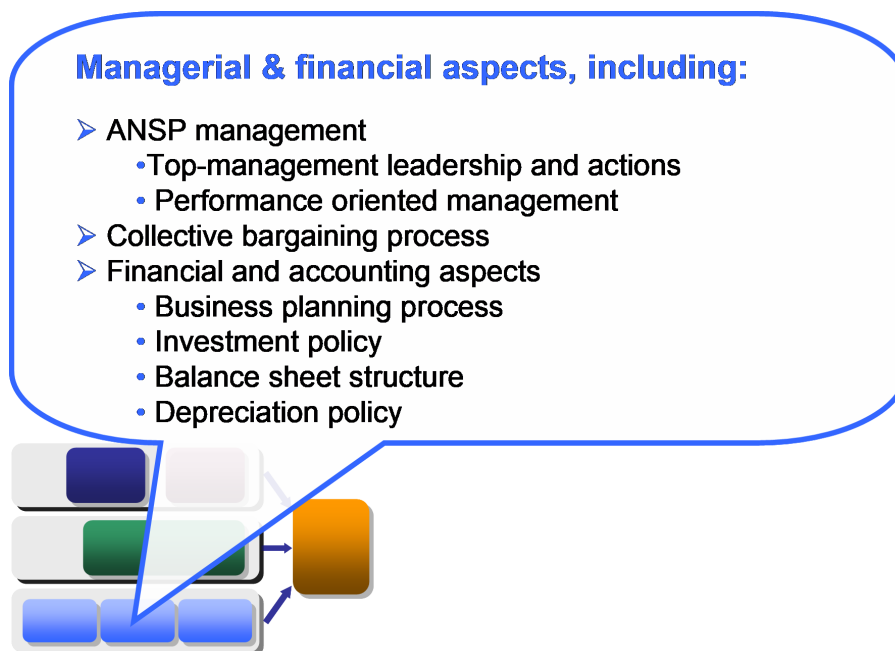 Managerial & financial aspects, including:
➢ ANSP management
•Top-management leadership and actions
• Performance oriented management
➢ Collective bargaining process
➢ Financial and accounting aspects
• Business planning process
• Investment policy
• Balance sheet structure
• Depreciation policy